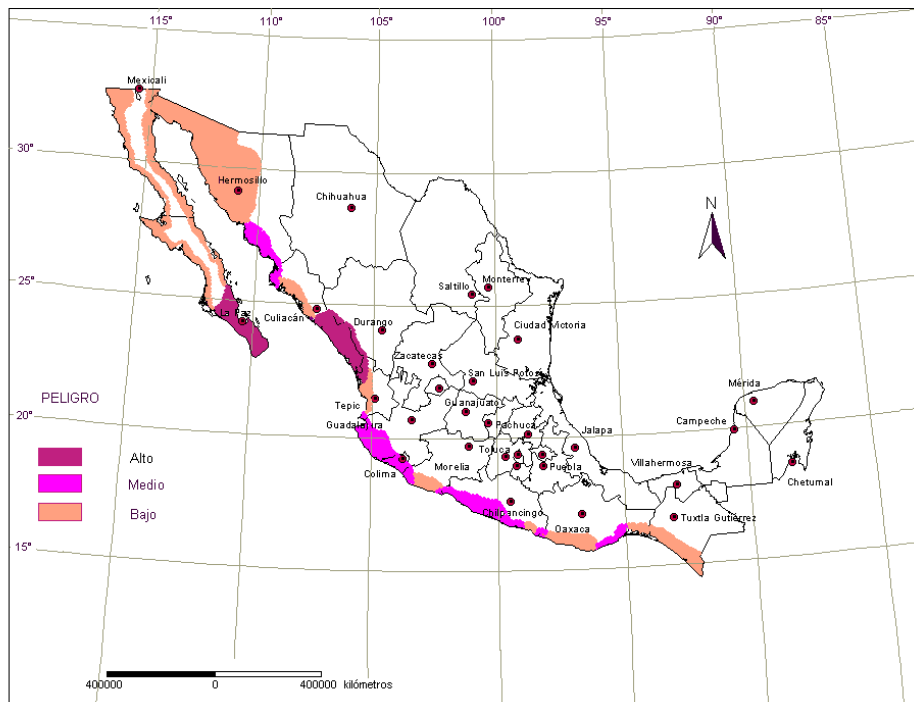 115° 110° 105° 100° 95° 90° 85°
Mexicali
30°
Hermosillo
Chihuahua
N
25°
Saltillo
Monterrey
La Paz
Culiacán
Durango
Ciudad Victoria
Zacatecas
San Luis Potosí
Mérida
PELIGRO
Tepic
Guanajuato
20°
Guadalajara
Pachuca
Campeche
Jalapa
Alto
Toluca
Colima
Morelia
Puebla
Villahermosa
Chetumal
Medio
Bajo
Chilpancingo
Oaxaca
Tuxtla Gutiérrez
15°
400000 0 400000 kilómetros